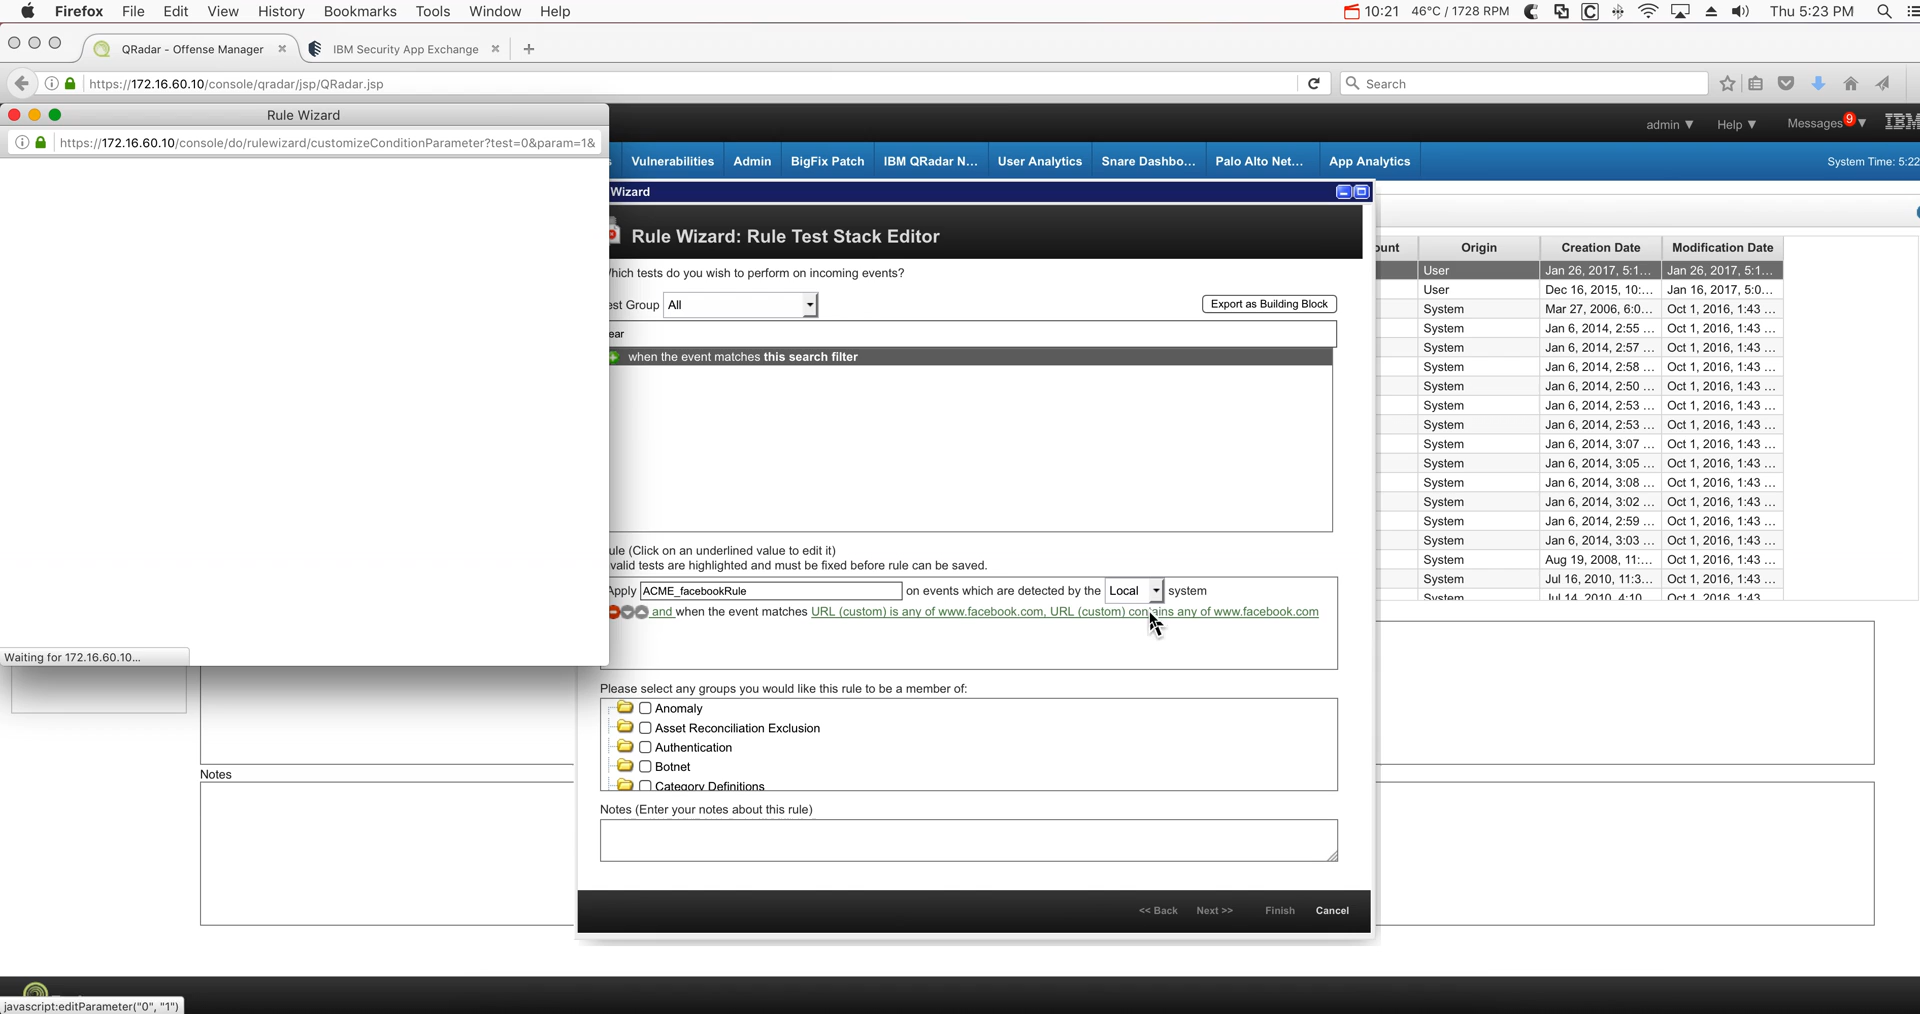 Firefox File Edit View History Bookmarks Tools Window Help 10:21 46°C / 1728 RPM Thu 5:23 PM
QRadar - Offense Manager IBM Security App Exchange
https://172.16.60.10/console/qradar/jsp/QRadar.jsp Search
Rule Wizard
https://172.16.60.10/console/do/rulewizard/customizeConditionParameter?test=0&param=1&
admin Help Messages 9 IBM
Vulnerabilities Admin BigFix Patch IBM QRadar N... User Analytics Snare Dashbo... Palo Alto Net... App Analytics System Time: 5:22
Wizard
Rule Wizard: Rule Test Stack Editor
hich tests do you wish to perform on incoming events?
est Group All Export as Building Block
ear
when the event matches this search filter
ule (Click on an underlined value to edit it)
valid tests are highlighted and must be fixed before rule can be saved.
Apply ACME_facebookRule on events which are detected by the Local system
and when the event matches URL (custom) is any of www.facebook.com, URL (custom) contains any of www.facebook.com
Please select any groups you would like this rule to be a member of:
Anomaly
Asset Reconciliation Exclusion
Authentication
Botnet
Category Definitions
Notes (Enter your notes about this rule)
<< Back Next >> Finish Cancel
ount Origin Creation Date Modification Date
User Jan 26, 2017, 5:1... Jan 26, 2017, 5:1...
User Dec 16, 2015, 10:... Jan 16, 2017, 5:0...
System Mar 27, 2006, 6:0... Oct 1, 2016, 1:43 ...
System Jan 6, 2014, 2:55 ... Oct 1, 2016, 1:43 ...
System Jan 6, 2014, 2:57 ... Oct 1, 2016, 1:43 ...
System Jan 6, 2014, 2:58 ... Oct 1, 2016, 1:43 ...
System Jan 6, 2014, 2:50 ... Oct 1, 2016, 1:43 ...
System Jan 6, 2014, 2:53 ... Oct 1, 2016, 1:43 ...
System Jan 6, 2014, 2:53 ... Oct 1, 2016, 1:43 ...
System Jan 6, 2014, 3:07 ... Oct 1, 2016, 1:43 ...
System Jan 6, 2014, 3:05 ... Oct 1, 2016, 1:43 ...
System Jan 6, 2014, 3:08 ... Oct 1, 2016, 1:43 ...
System Jan 6, 2014, 3:02 ... Oct 1, 2016, 1:43 ...
System Jan 6, 2014, 2:59 ... Oct 1, 2016, 1:43 ...
System Jan 6, 2014, 3:03 ... Oct 1, 2016, 1:43 ...
System Aug 19, 2008, 11:... Oct 1, 2016, 1:43 ...
System Jul 16, 2010, 11:3... Oct 1, 2016, 1:43 ...
System Jul 14, 2010, 4:10 Oct 1, 2016, 1:43
Waiting for 172.16.60.10...
Notes
javascript:editParameter("0", "1")